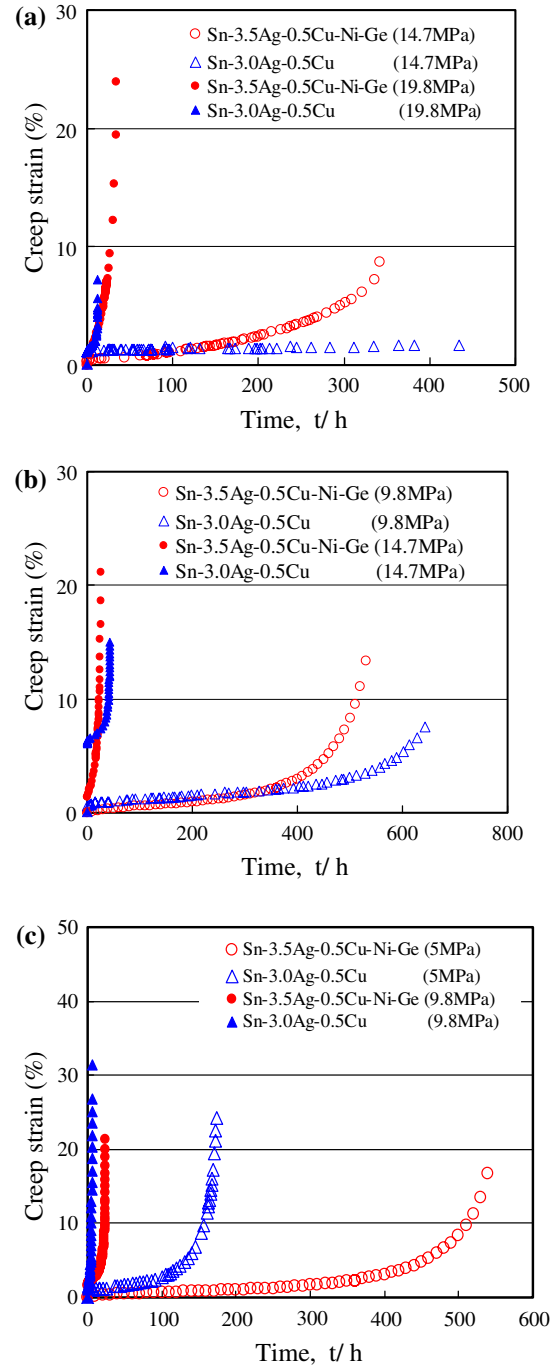 (a)
30
20
10
0
Creep strain (%)
Sn-3.5Ag-0.5Cu-Ni-Ge (14.7MPa)
Sn-3.0Ag-0.5Cu (14.7MPa)
Sn-3.5Ag-0.5Cu-Ni-Ge (19.8MPa)
Sn-3.0Ag-0.5Cu (19.8MPa)
0 100 200 300 400 500
Time, t/ h
(b)
30
20
10
0
Creep strain (%)
Sn-3.5Ag-0.5Cu-Ni-Ge (9.8MPa)
Sn-3.0Ag-0.5Cu (9.8MPa)
Sn-3.5Ag-0.5Cu-Ni-Ge (14.7MPa)
Sn-3.0Ag-0.5Cu (14.7MPa)
0 200 400 600 800
Time, t/ h
(c)
50
40
30
20
10
0
Creep strain (%)
Sn-3.5Ag-0.5Cu-Ni-Ge (5MPa)
Sn-3.0Ag-0.5Cu (5MPa)
Sn-3.5Ag-0.5Cu-Ni-Ge (9.8MPa)
Sn-3.0Ag-0.5Cu (9.8MPa)
0 100 200 300 400 500 600
Time, t/ h